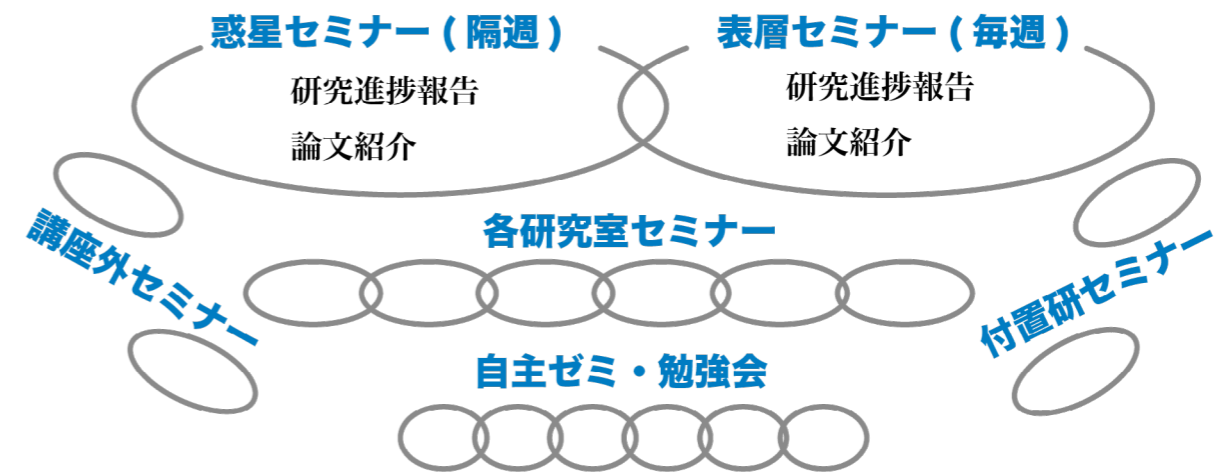 惑星セミナー ( 隔週 )
研究進捗報告
論文紹介
表層セミナー ( 毎週 )
研究進捗報告
論文紹介
講座外セミナー
各研究室セミナー
付置研セミナー
自主ゼミ・勉強会